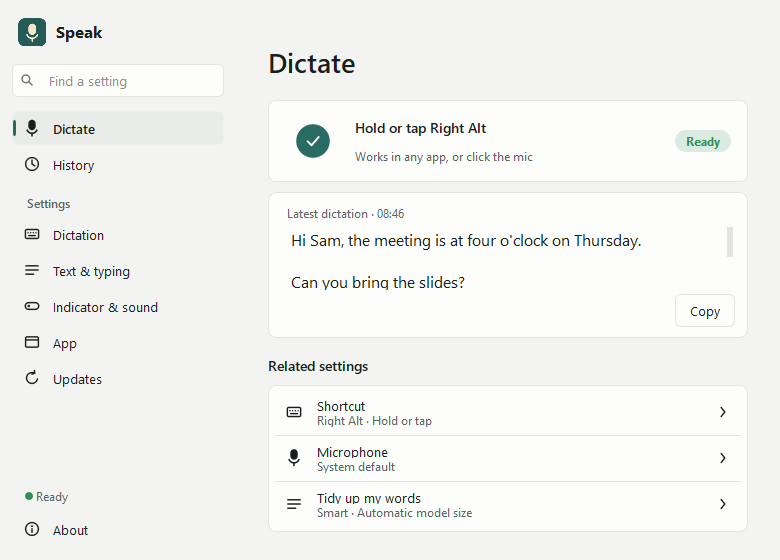 Speak
Find a setting
Dictate
History
Settings
Dictation
Text & typing
Indicator & sound
App
Updates
Ready
About
Dictate
Hold or tap Right Alt
Works in any app, or click the mic
Ready
Latest dictation · 08:46
Hi Sam, the meeting is at four o'clock on Thursday.
Can you bring the slides?
Copy
Related settings
Shortcut
Right Alt · Hold or tap
Microphone
System default
Tidy up my words
Smart · Automatic model size